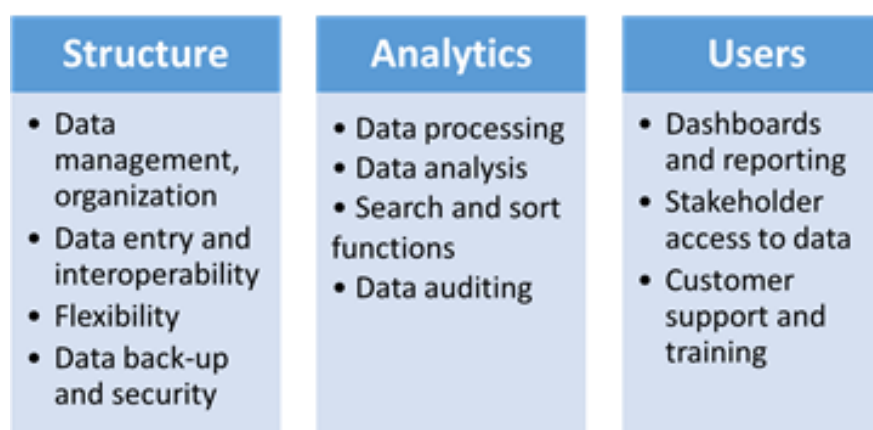 Structure
• Data
management,
organization
• Data entry and
interoperability
• Flexibility
• Data back-up
and security
Analytics
• Data processing
• Data analysis
• Search and sort
functions
• Data auditing
Users
• Dashboards
and reporting
• Stakeholder
access to data
• Customer
support and
training